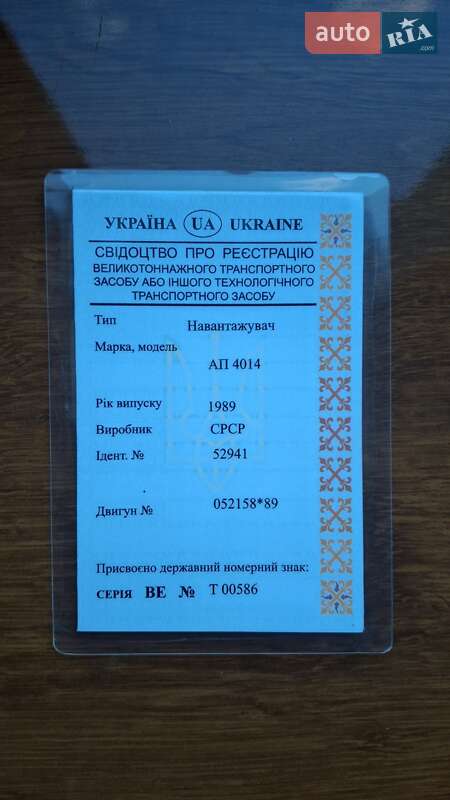 auto RIA.com
УКРАЇНА UA UKRAINE
СВІДОЦТВО ПРО РЕЄСТРАЦІЮ
ВЕЛИКОТОННАЖНОГО ТРАНСПОРТНОГО
ЗАСОБУ АБО ІНШОГО ТЕХНОЛОГІЧНОГО
ТРАНСПОРТНОГО ЗАСОБУ
Тип Навантажувач
Марка, модель
АП 4014
Рік випуску 1989
Виробник СРСР
Ідент. № 52941
Двигун № 052158*89
Присвоєно державний номерний знак:
СЕРІЯ ВЕ № Т 00586